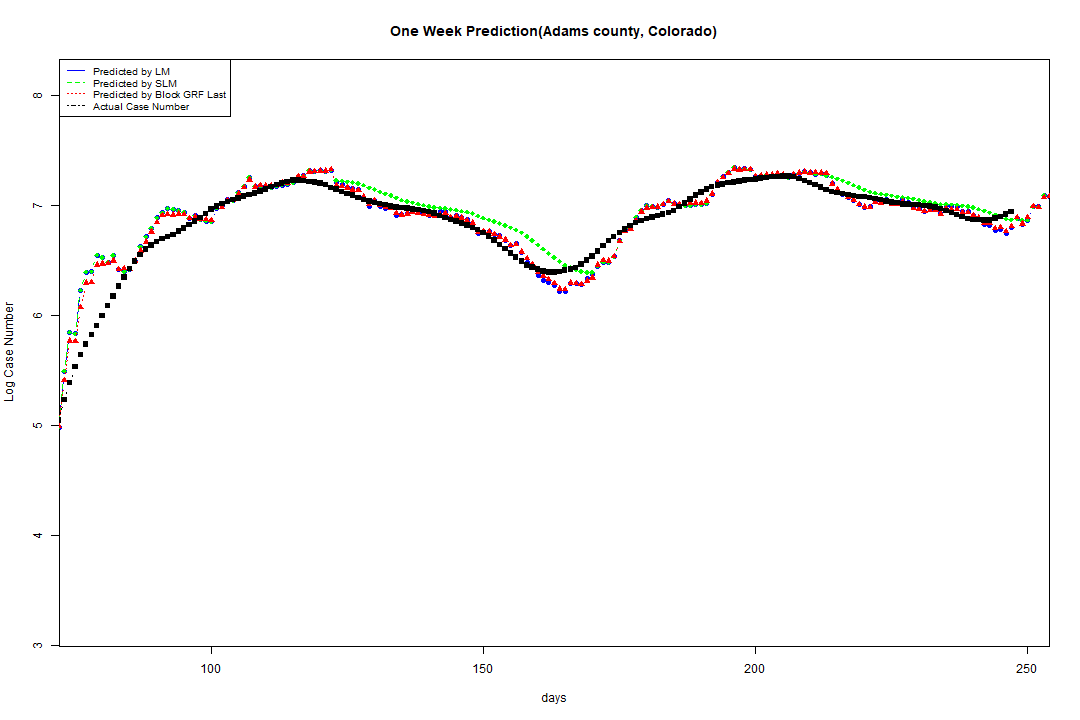 One Week Prediction(Adams county, Colorado)
Predicted by LM
Predicted by SLM
Predicted by Block GRF Last
Actual Case Number
8
7
6
5
4
3
Log Case Number
100 150 200 250
days